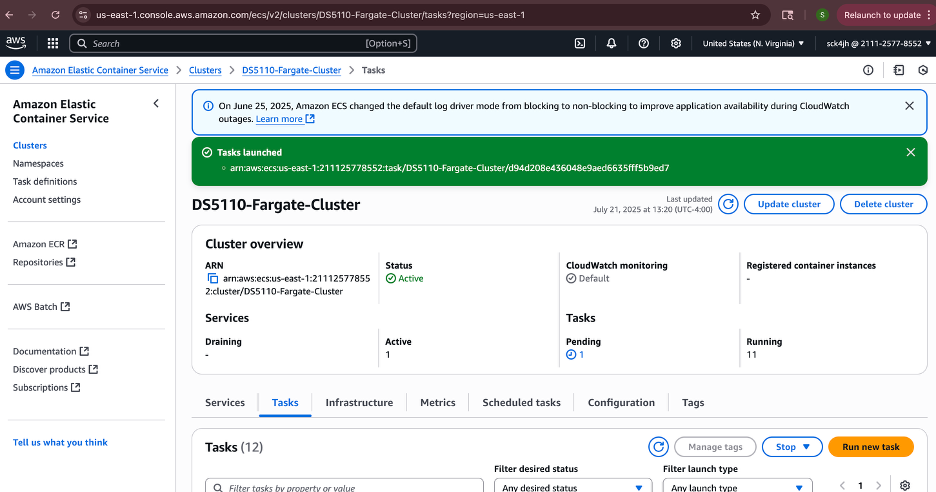 us-east-1.console.aws.amazon.com/ecs/v2/clusters/DS5110-Fargate-Cluster/tasks?region=us-east-1
S
Relaunch to update
aws
Search
[Option+S]
United States (N. Virginia)
sck4jh @ 2111-2577-8552
Amazon Elastic Container Service
Clusters
DS5110-Fargate-Cluster
Tasks
Amazon Elastic
Container Service
Clusters
Namespaces
Task definitions
Account settings
Amazon ECR
Repositories
AWS Batch
Documentation
Discover products
Subscriptions
Tell us what you think
On June 25, 2025, Amazon ECS changed the default log driver mode from blocking to non-blocking to improve application availability during CloudWatch
outages. Learn more
Tasks launched
arn:aws:ecs:us-east-1:211125778552:task/DS5110-Fargate-Cluster/d94d208e436048e9aed6635fff5b9ed7
DS5110-Fargate-Cluster
Last updated
July 21, 2025 at 13:20 (UTC-4:00)
Update cluster
Delete cluster
Cluster overview
ARN
arn:aws:ecs:us-east-1:21112577855
2:cluster/DS5110-Fargate-Cluster
Status
Active
CloudWatch monitoring
Default
Registered container instances
-
Services
Draining
-
Active
1
Tasks
Pending
1
Running
11
Services
Tasks
Infrastructure
Metrics
Scheduled tasks
Configuration
Tags
Tasks (12)
Manage tags
Stop
Run new task
Filter tasks by property or value
Filter desired status
Any desired status
Filter launch type
Any launch type
1